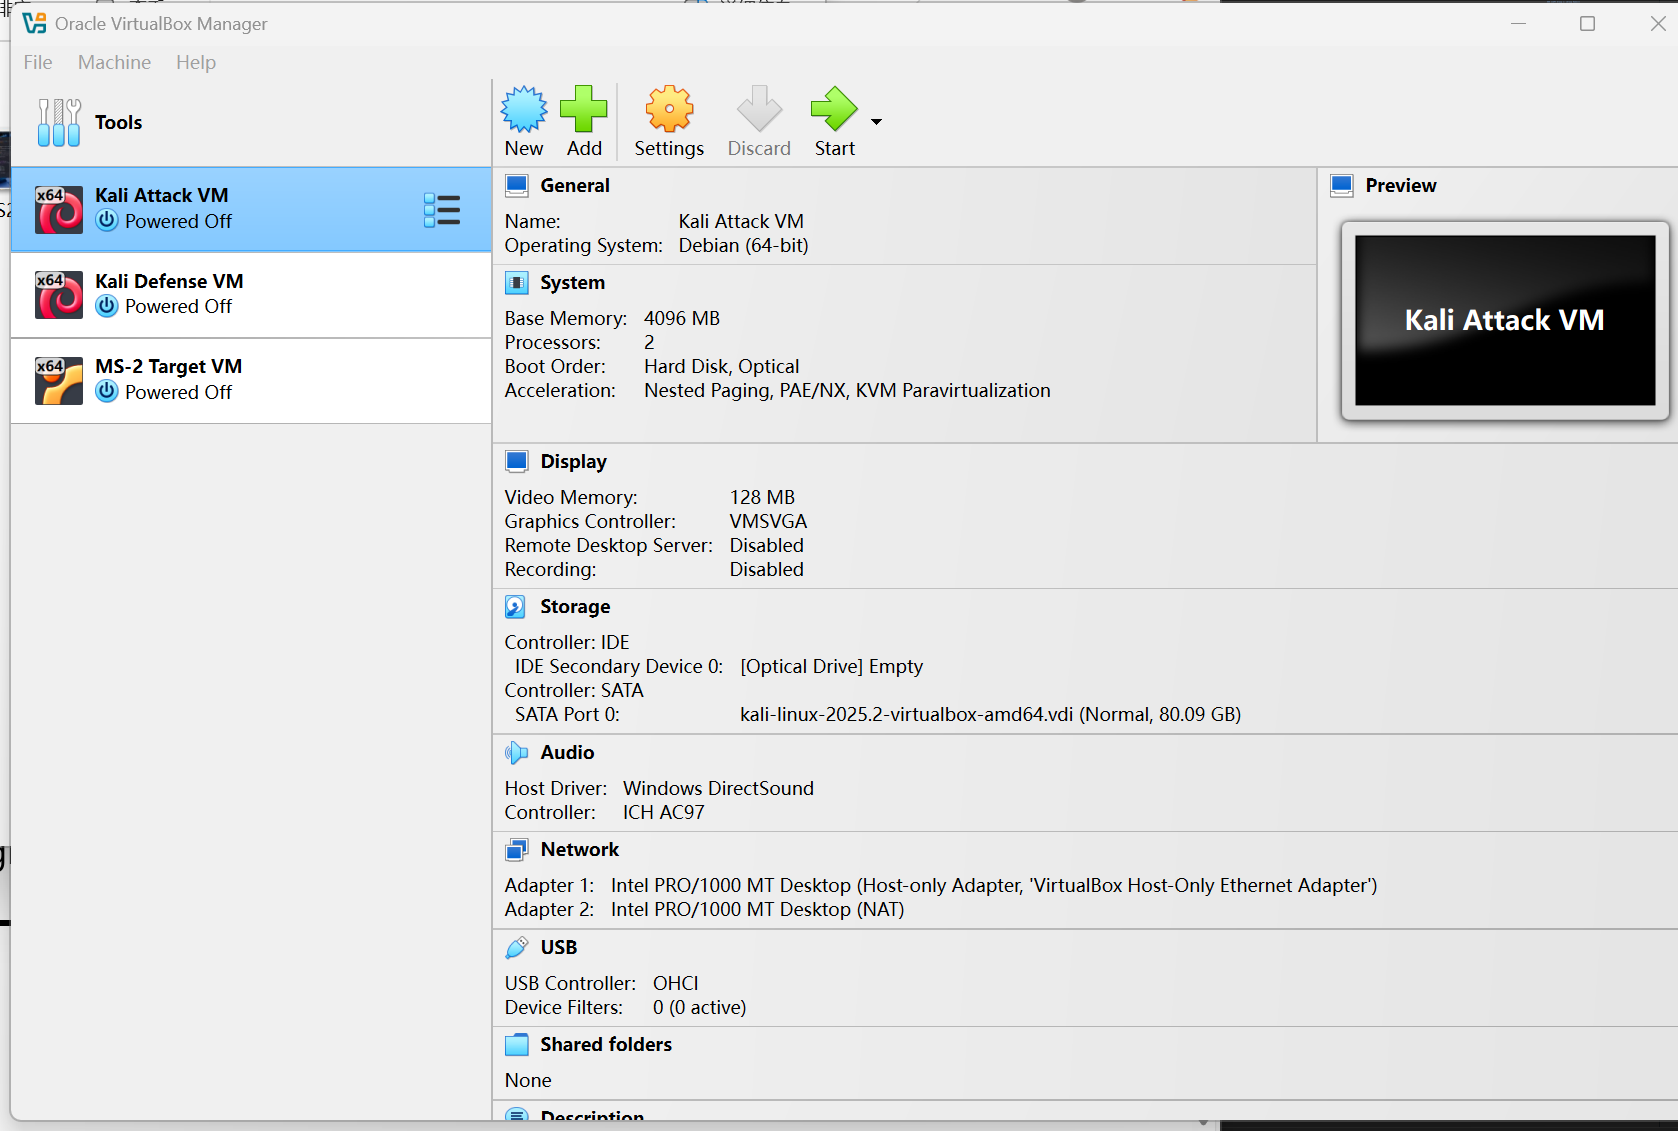 Oracle VirtualBox Manager
File Machine Help
Tools
New Add Settings Discard Start
x64
Kali Attack VM
Powered Off
x64
Kali Defense VM
Powered Off
x64
MS-2 Target VM
Powered Off
General
Name: Kali Attack VM
Operating System: Debian (64-bit)
System
Base Memory: 4096 MB
Processors: 2
Boot Order: Hard Disk, Optical
Acceleration: Nested Paging, PAE/NX, KVM Paravirtualization
Preview
Kali Attack VM
Display
Video Memory: 128 MB
Graphics Controller: VMSVGA
Remote Desktop Server: Disabled
Recording: Disabled
Storage
Controller: IDE
IDE Secondary Device 0: [Optical Drive] Empty
Controller: SATA
SATA Port 0: kali-linux-2025.2-virtualbox-amd64.vdi (Normal, 80.09 GB)
Audio
Host Driver: Windows DirectSound
Controller: ICH AC97
Network
Adapter 1: Intel PRO/1000 MT Desktop (Host-only Adapter, 'VirtualBox Host-Only Ethernet Adapter')
Adapter 2: Intel PRO/1000 MT Desktop (NAT)
USB
USB Controller: OHCI
Device Filters: 0 (0 active)
Shared folders
None
Description